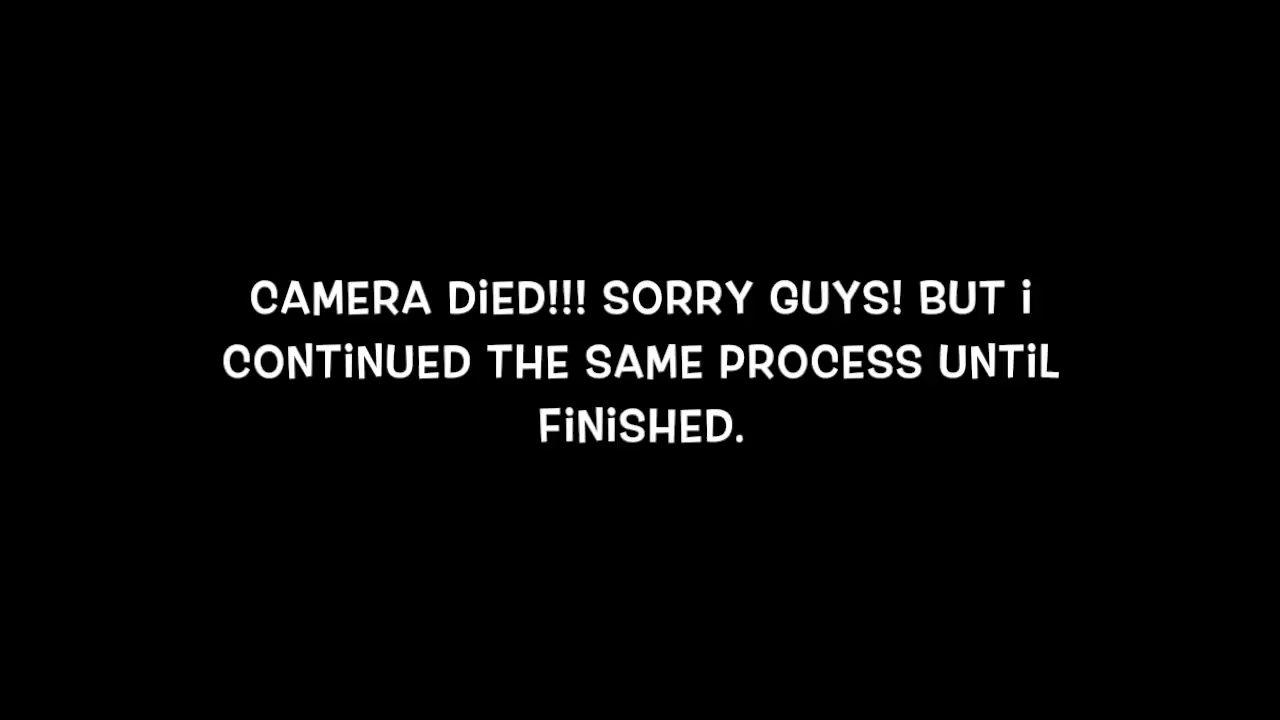 CAMERA DiED!!! SORRY GUYS! BUT i
CONTiNUED THE SAME PROCESS UNTiL
FiNiSHED.